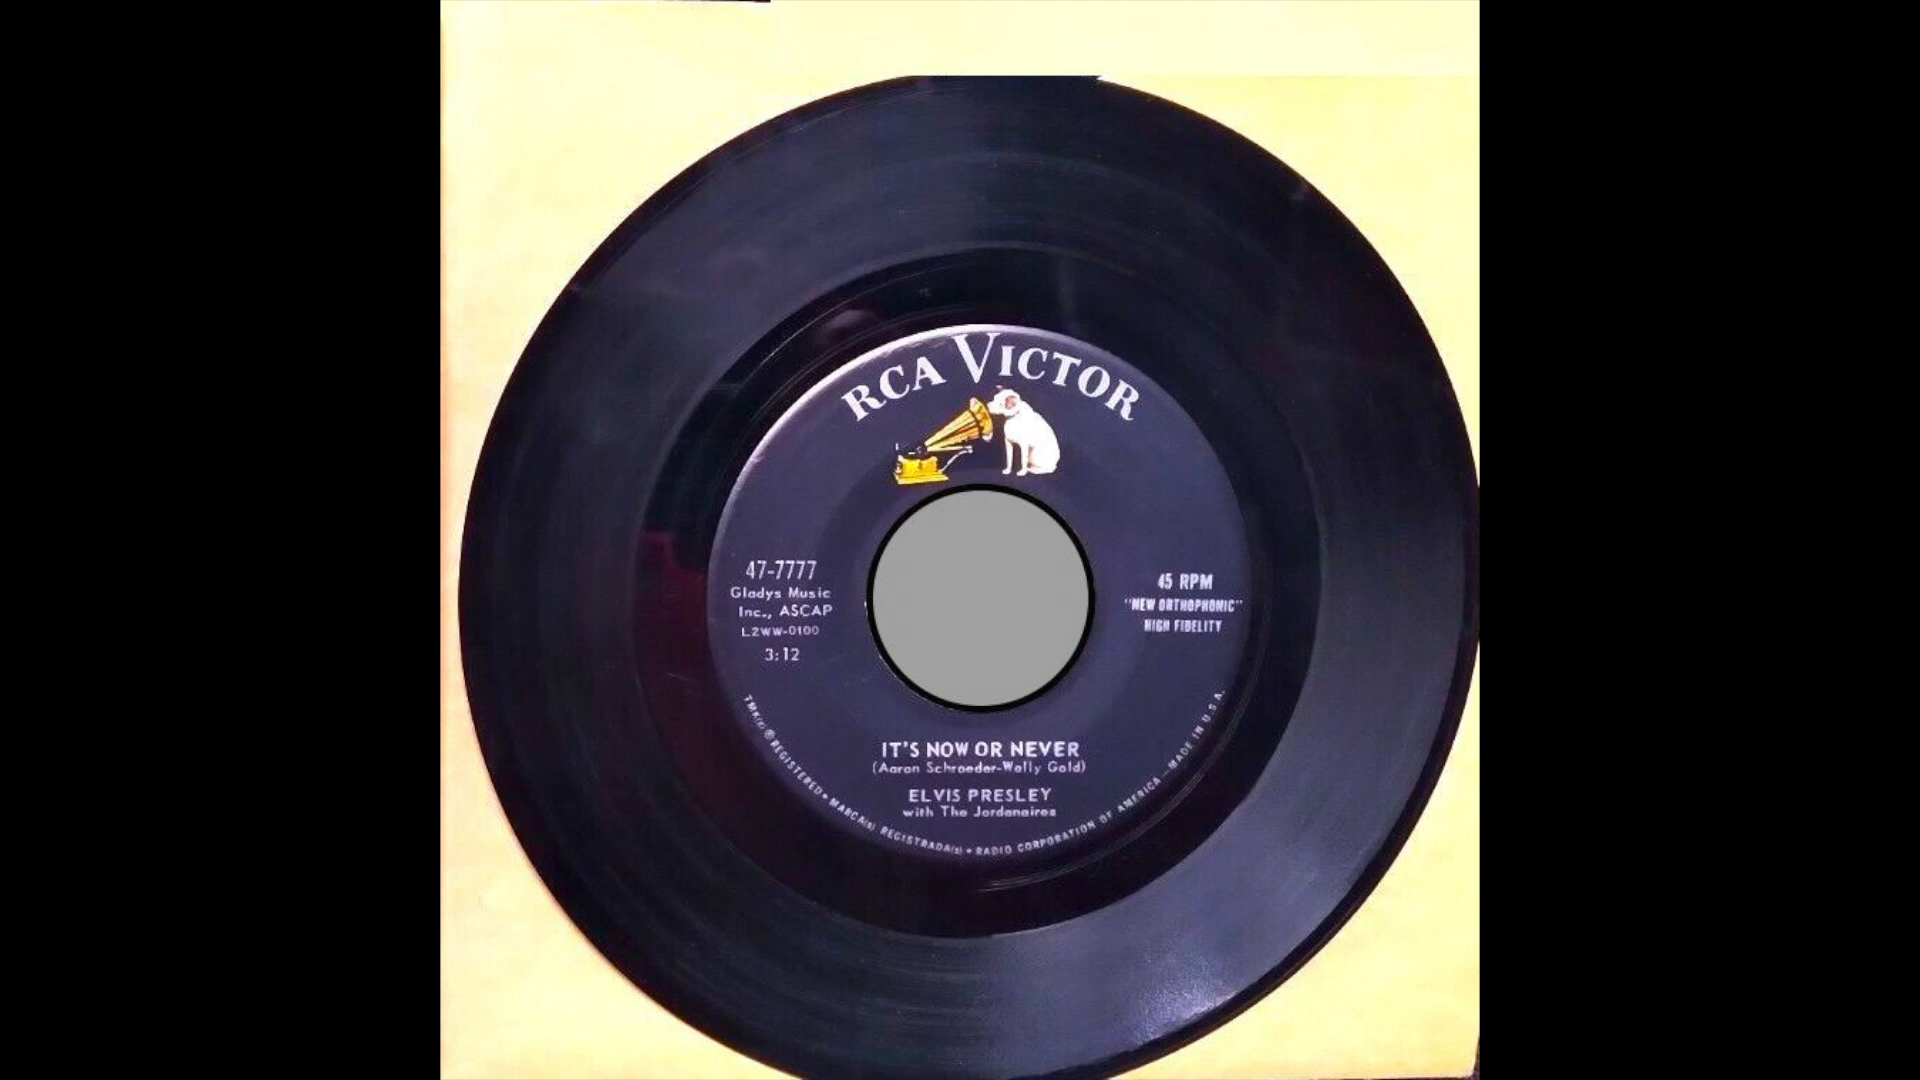 RCA VICTOR
47-7777
Gladys Music
Inc., ASCAP
L2WW-0100
3:12
45 RPM
"NEW ORTHOPHONIC"
HIGH FIDELITY
IT'S NOW OR NEVER
(Aaron Schroeder-Wally Gold)
ELVIS PRESLEY
with The Jordanaires
TMK(s) ® REGISTERED • MARCA(s) REGISTRADA(s) • RADIO CORPORATION OF AMERICA—MADE IN U.S.A.